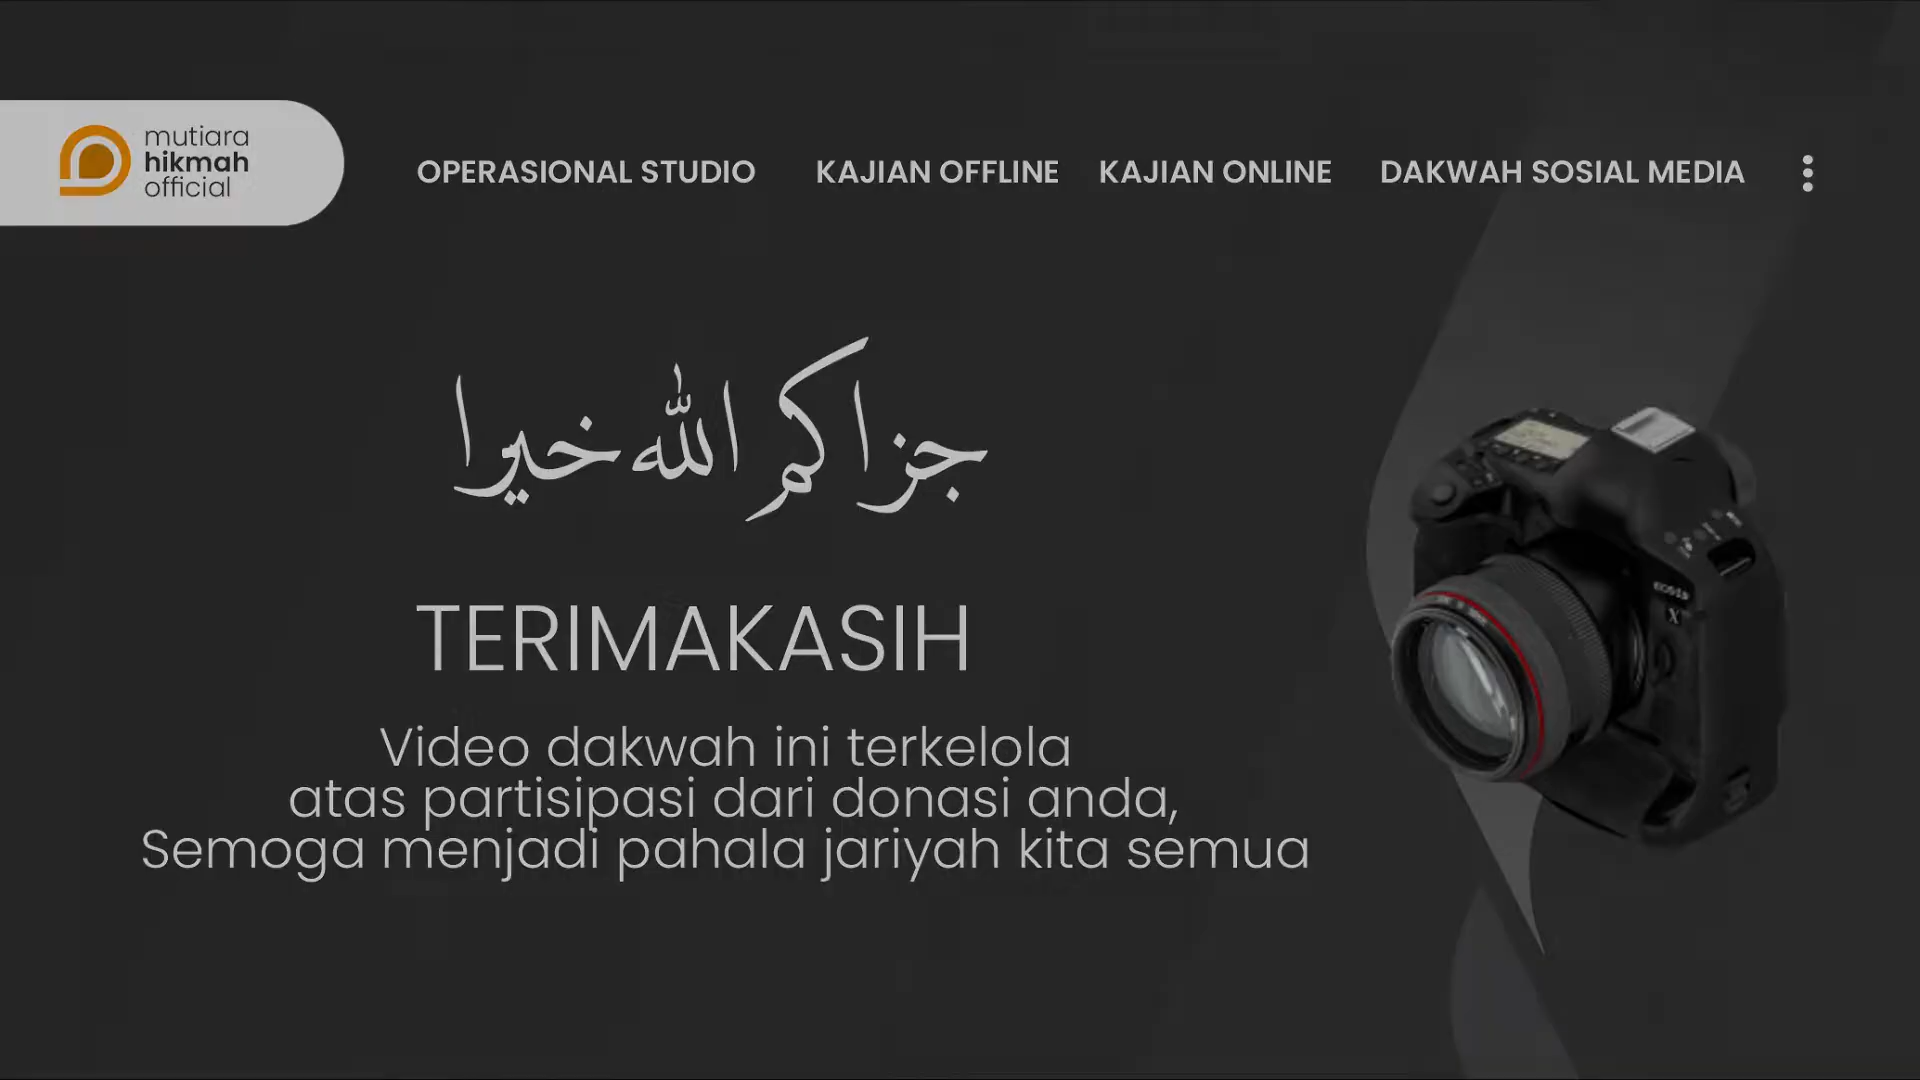 mutiara
hikmah
official
OPERASIONAL STUDIO KAJIAN OFFLINE KAJIAN ONLINE DAKWAH SOSIAL MEDIA
جزاكم الله خيرا
TERIMAKASIH
Video dakwah ini terkelola
atas partisipasi dari donasi anda,
Semoga menjadi pahala jariyah kita semua